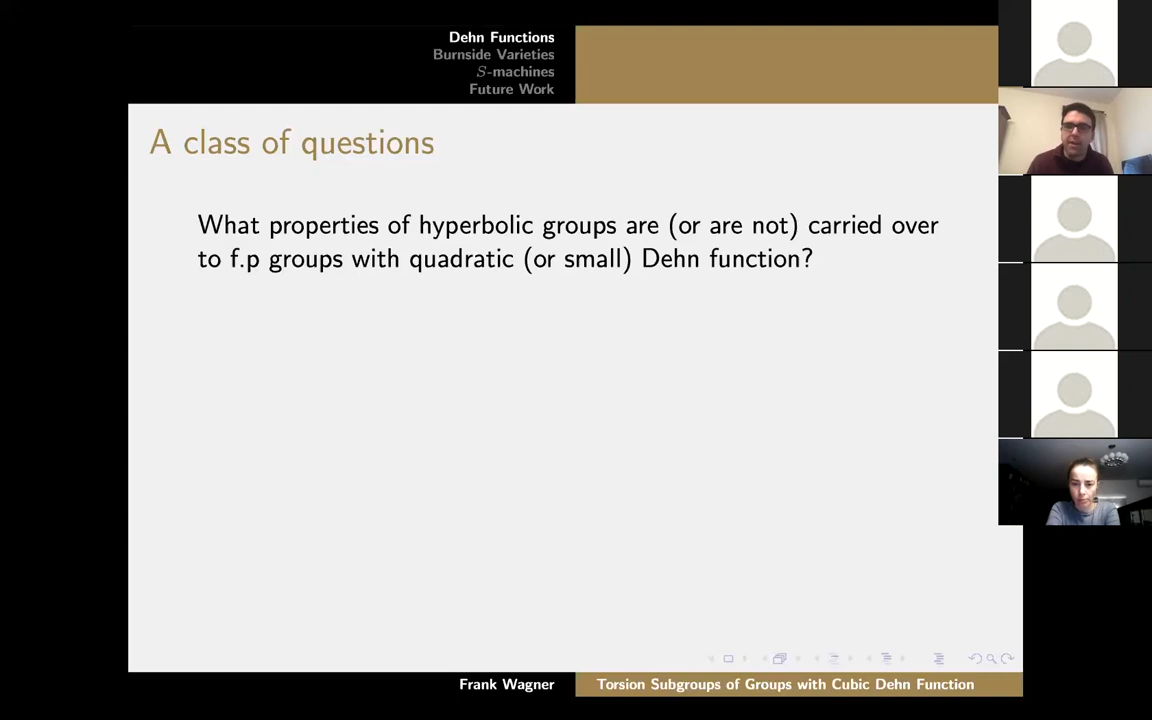 Dehn Functions
Burnside Varieties
S-machines
Future Work
A class of questions
What properties of hyperbolic groups are (or are not) carried over
to f.p groups with quadratic (or small) Dehn function?
Frank Wagner
Torsion Subgroups of Groups with Cubic Dehn Function